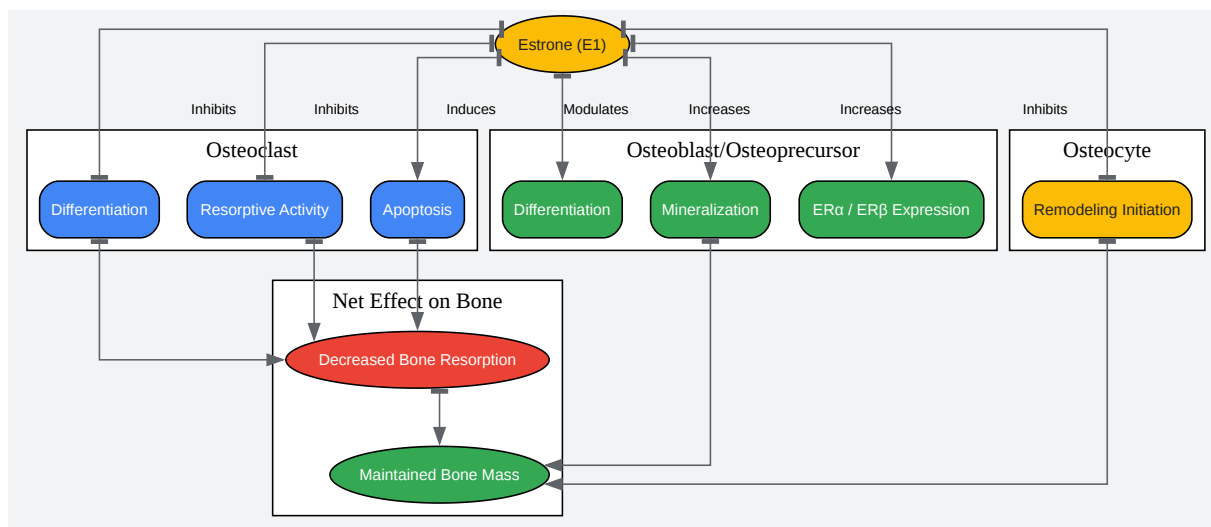 Estrone (E1)
Inhibits
Inhibits
Induces
Modulates
Increases
Increases
Inhibits
Osteoclast
Osteoblast/Osteoprecursor
Osteocyte
Differentiation
Resorptive Activity
Apoptosis
Differentiation
Mineralization
ERα / ERβ Expression
Remodeling Initiation
Net Effect on Bone
Decreased Bone Resorption
Maintained Bone Mass